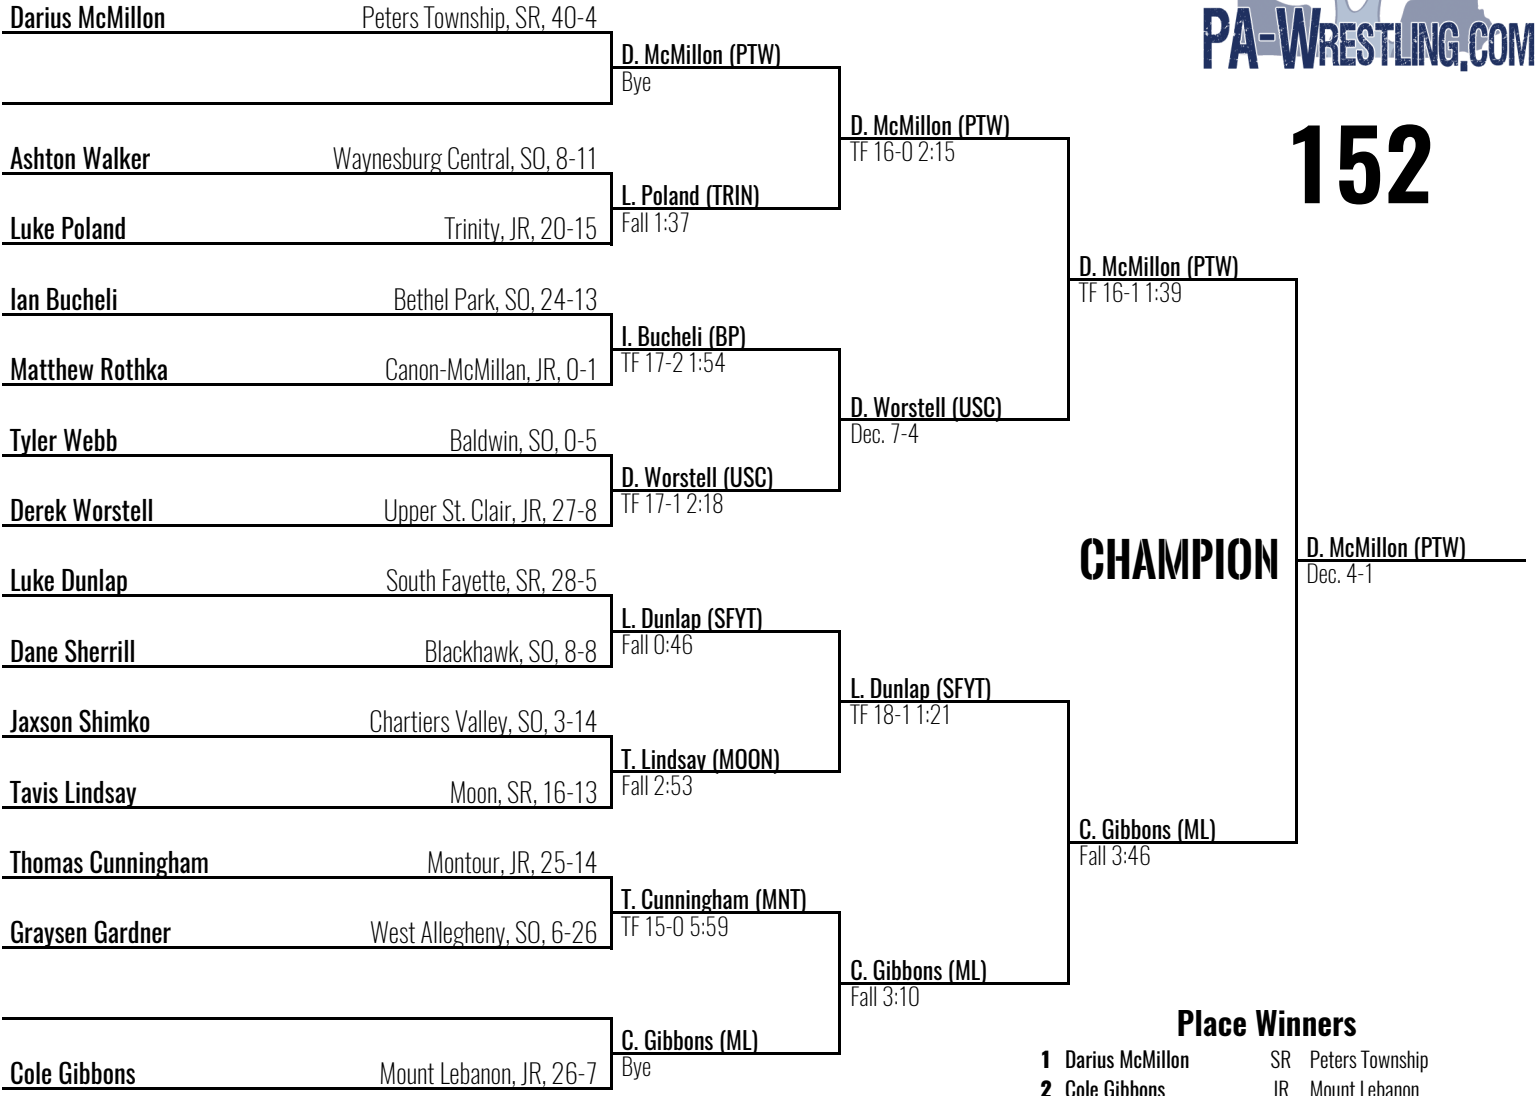 PA-WRESTLING.COM
152
Darius McMillon Peters Township, SR, 40-4
D. McMillon (PTW)
Bye
D. McMillon (PTW)
TF 16-0 2:15
Ashton Walker Waynesburg Central, SO, 8-11
L. Poland (TRIN)
Fall 1:37
Luke Poland Trinity, JR, 20-15
D. McMillon (PTW)
TF 16-1 1:39
Ian Bucheli Bethel Park, SO, 24-13
I. Bucheli (BP)
TF 17-2 1:54
Matthew Rothka Canon-McMillan, JR, 0-1
D. Worstell (USC)
Dec. 7-4
Tyler Webb Baldwin, SO, 0-5
D. Worstell (USC)
TF 17-1 2:18
Derek Worstell Upper St. Clair, JR, 27-8
CHAMPION
D. McMillon (PTW)
Dec. 4-1
Luke Dunlap South Fayette, SR, 28-5
L. Dunlap (SFYT)
Fall 0:46
Dane Sherrill Blackhawk, SO, 8-8
L. Dunlap (SFYT)
TF 18-1 1:21
Jaxson Shimko Chartiers Valley, SO, 3-14
T. Lindsay (MOON)
Fall 2:53
Tavis Lindsay Moon, SR, 16-13
C. Gibbons (ML)
Fall 3:46
Thomas Cunningham Montour, JR, 25-14
T. Cunningham (MNT)
TF 15-0 5:59
Graysen Gardner West Allegheny, SO, 6-26
C. Gibbons (ML)
Fall 3:10
C. Gibbons (ML)
Bye
Cole Gibbons Mount Lebanon, JR, 26-7
Place Winners
1 Darius McMillon SR Peters Township
2 Cole Gibbons JR Mount Lebanon